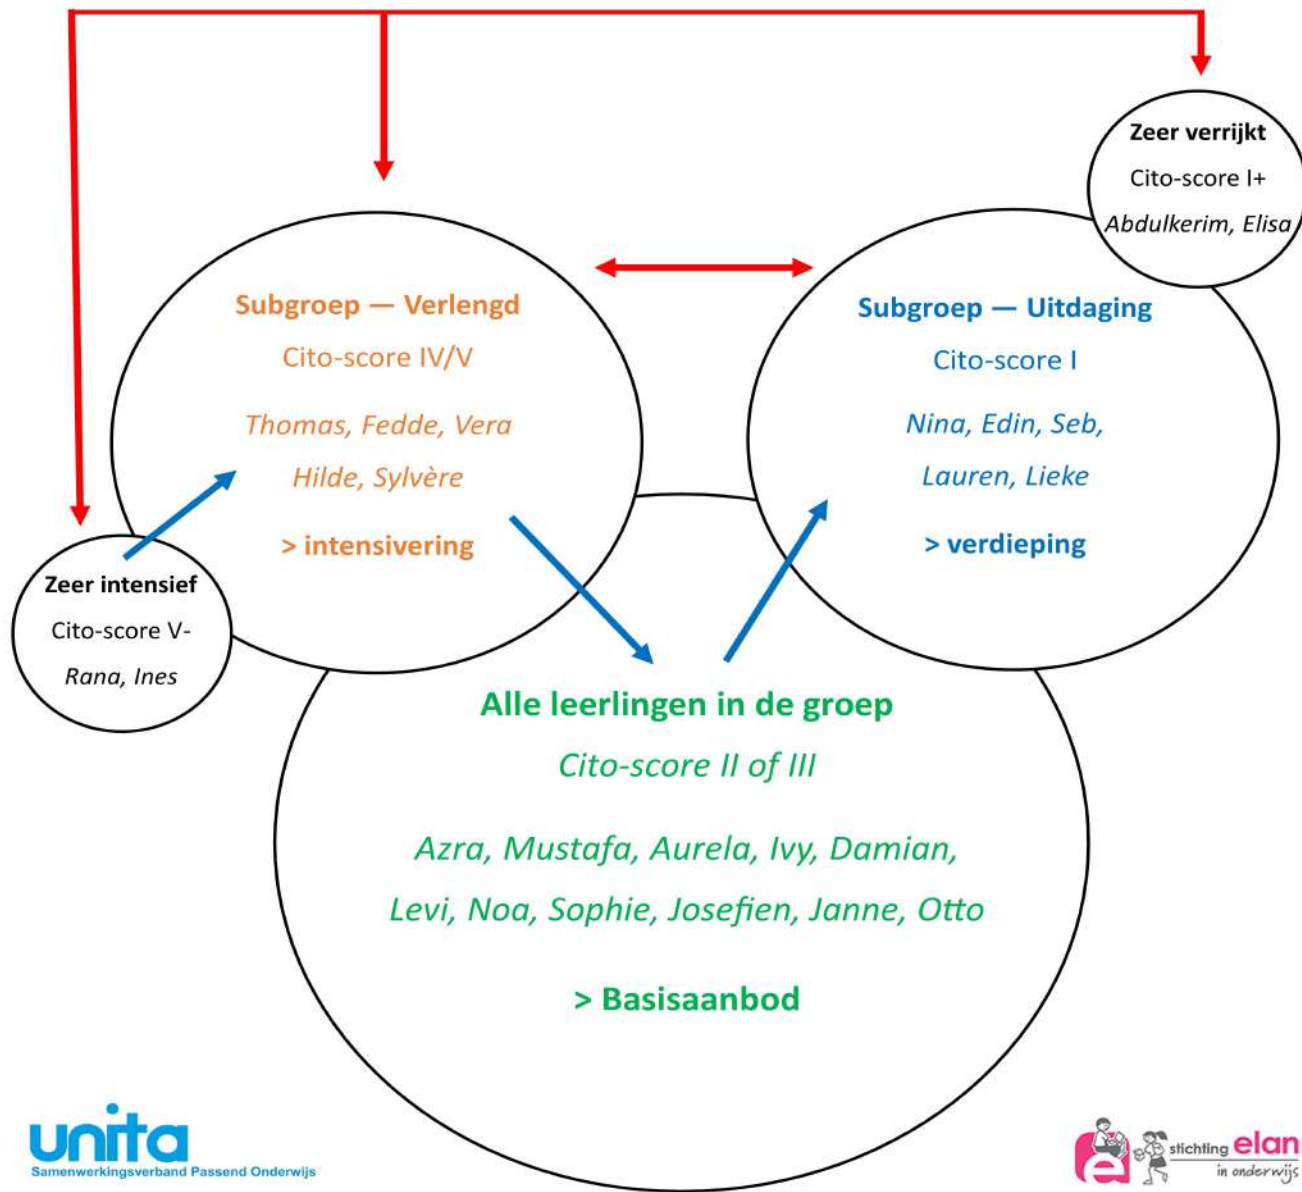 Zeer verrijkt
Cito-score I+
Abdulkerim, Elisa
Subgroep — Verlengd
Cito-score IV/V
Thomas, Fedde, Vera
Hilde, Sylvère
> intensivering
Subgroep — Uitdaging
Cito-score I
Nina, Edin, Seb,
Lauren, Lieke
> verdieping
Zeer intensief
Cito-score V-
Rana, Ines
Alle leerlingen in de groep
Cito-score II of III
Azra, Mustafa, Aurela, Ivy, Damian,
Levi, Noa, Sophie, Josefien, Janne, Otto
> Basisaanbod
unita
Samenwerkingsverband Passend Onderwijs
e
stichting elan
in onderwijs